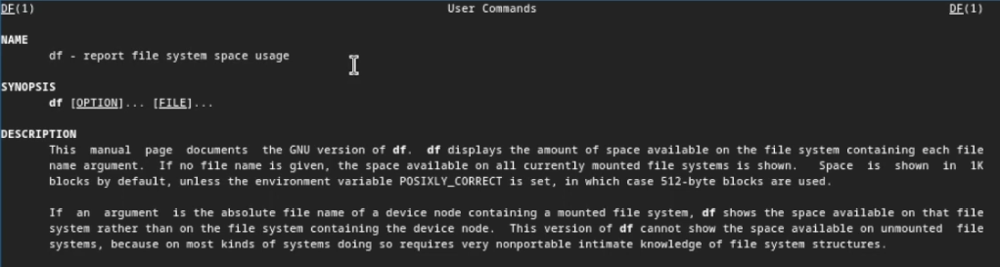 DF(1) User Commands DF(1)
NAME
df - report file system space usage
SYNOPSIS
df [OPTION]... [FILE]...
DESCRIPTION
This manual page documents the GNU version of df. df displays the amount of space available on the file system containing each file
name argument. If no file name is given, the space available on all currently mounted file systems is shown. Space is shown in 1K
blocks by default, unless the environment variable POSIXLY_CORRECT is set, in which case 512-byte blocks are used.
If an argument is the absolute file name of a device node containing a mounted file system, df shows the space available on that file
system rather than on the file system containing the device node. This version of df cannot show the space available on unmounted file
systems, because on most kinds of systems doing so requires very nonportable intimate knowledge of file system structures.